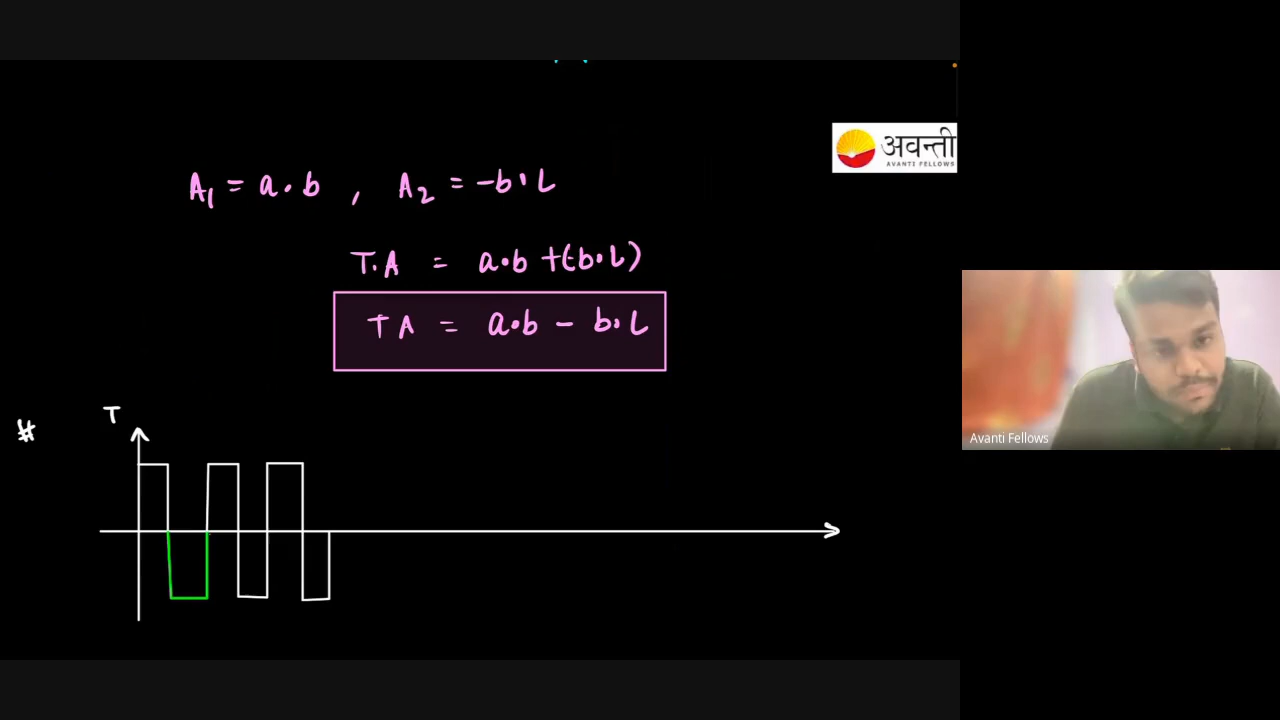 अवन्ती
AVANTI FELLOWS
A₁ = a·b , A₂ = -b·L
T.A = a·b +(-b·L)
TA = a·b - b·L
# T
Avanti Fellows